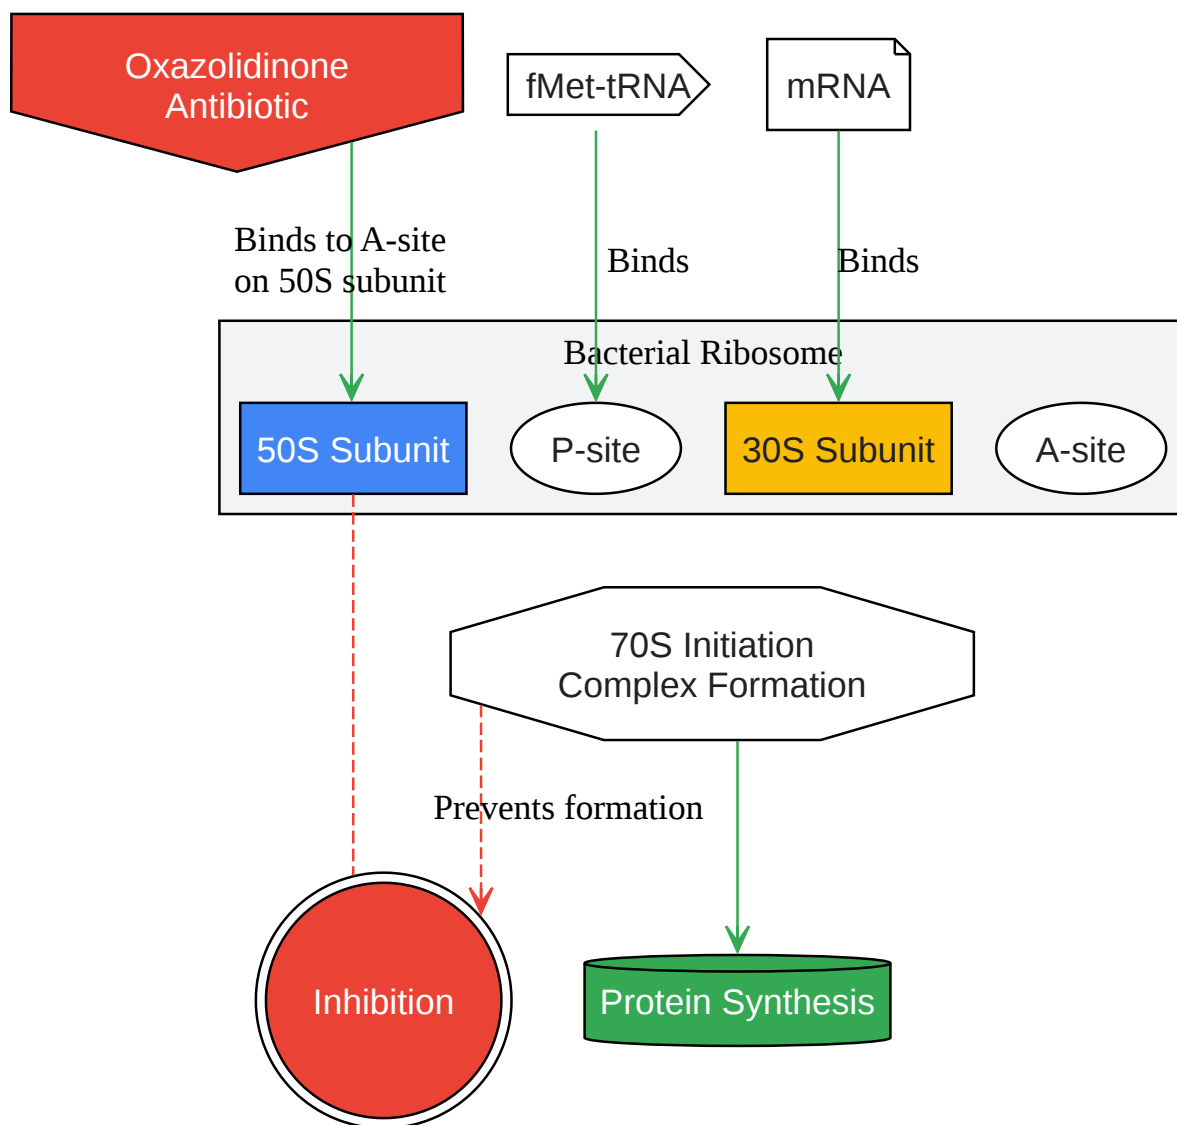 Oxazolidinone
Antibiotic
fMet-tRNA
mRNA
Binds to A-site
on 50S subunit
Binds
Binds
Bacterial Ribosome
50S Subunit
P-site
30S Subunit
A-site
70S Initiation
Complex Formation
Prevents formation
Inhibition
Protein Synthesis